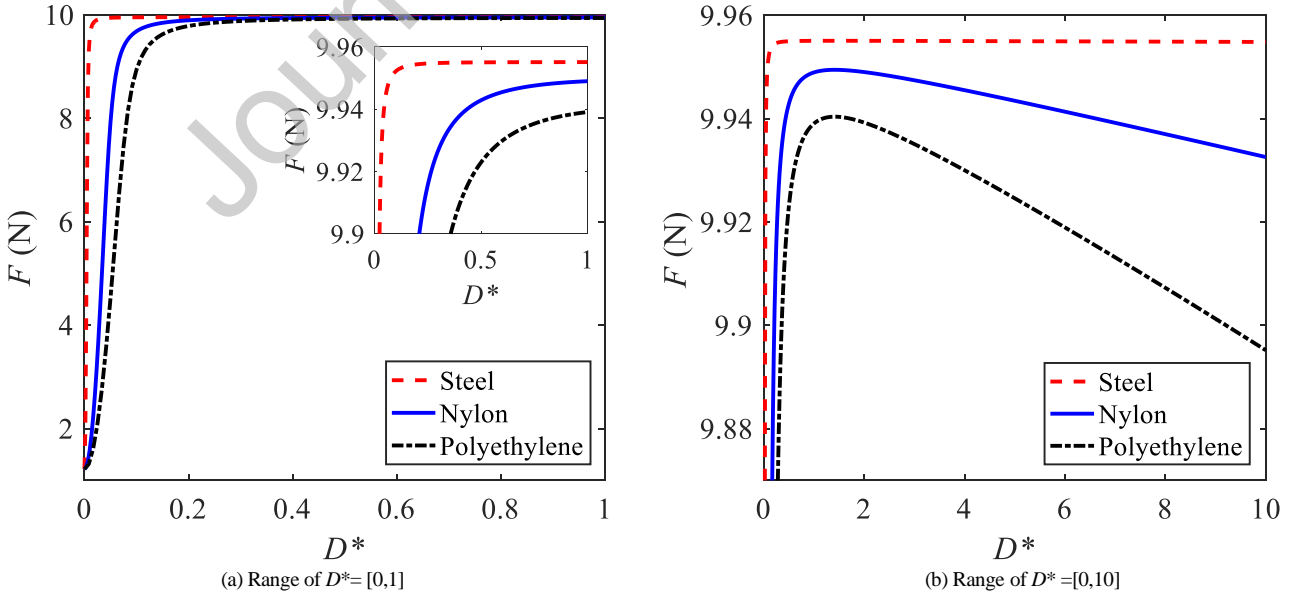 10
8
6
4
2
F (N)
0
0.2
0.4
0.6
0.8
1
D*
9.96
9.94
9.92
9.9
F (N)
0
0.5
1
D*
Steel
Nylon
Polyethylene
(a) Range of D*= [0,1]
Journ
9.96
9.94
9.92
9.9
9.88
F (N)
0
2
4
6
8
10
D*
Steel
Nylon
Polyethylene
(b) Range of D* =[0,10]